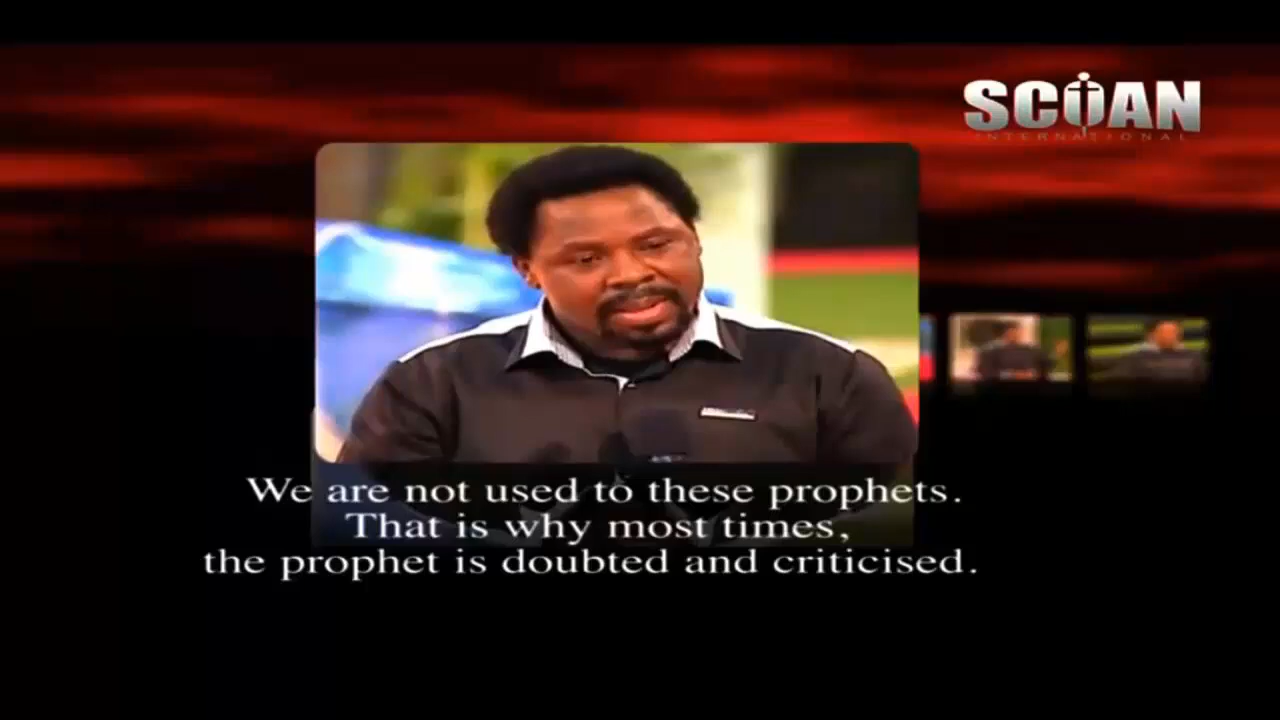 SCOAN
INTERNATIONAL
We are not used to these prophets.
That is why most times,
the prophet is doubted and criticised.